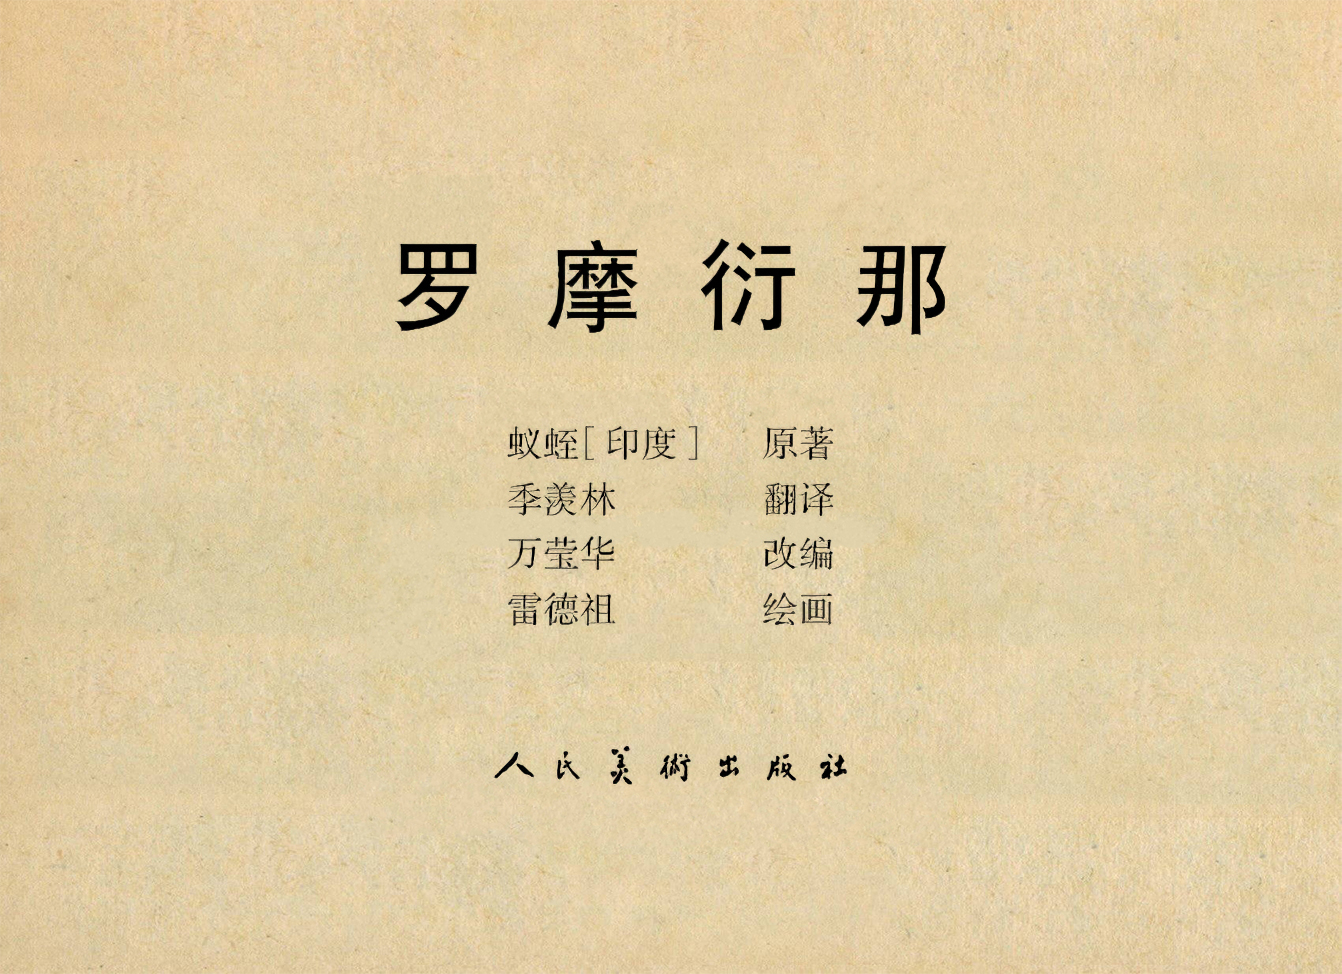 罗摩衍那
蚁蛭[印度] 原著
季羡林 翻译
万莹华 改编
雷德祖 绘画
人民美術出版社